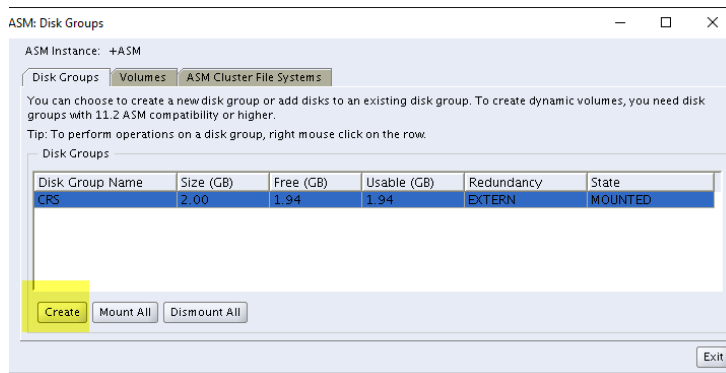 ASM: Disk Groups
ASM Instance: +ASM
Disk Groups Volumes ASM Cluster File Systems
You can choose to create a new disk group or add disks to an existing disk group. To create dynamic volumes, you need disk
groups with 11.2 ASM compatibility or higher.
Tip: To perform operations on a disk group, right mouse click on the row.
Disk Groups
Disk Group Name Size (GB) Free (GB) Usable (GB) Redundancy State
CRS 2.00 1.94 1.94 EXTERN MOUNTED
Create Mount All Dismount All
Exit